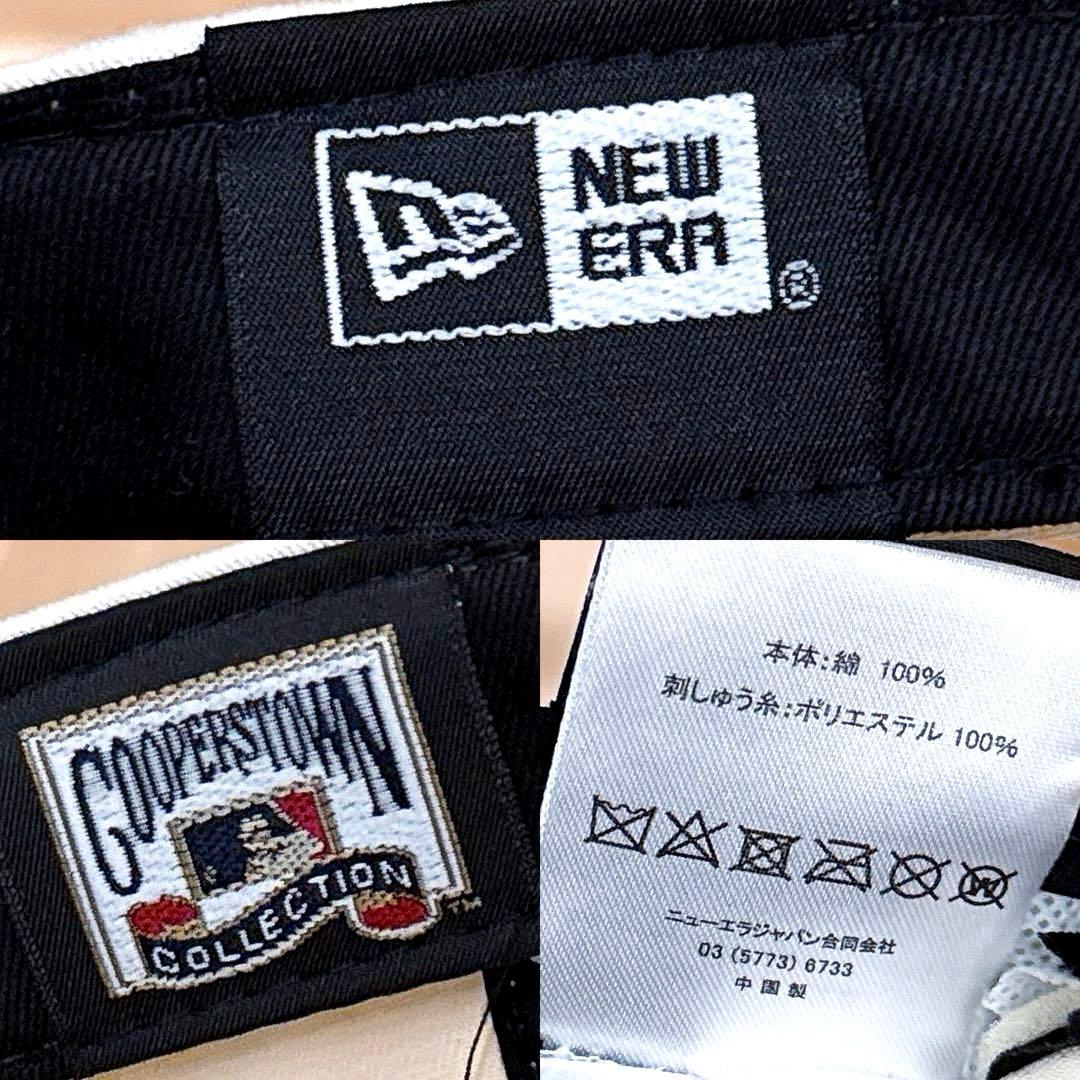 NEW
ERA
®
COOPERSTOWN
COLLECTION
TM
本体:綿 100%
刺しゅう糸:ポリエステル 100%
W
ニューエラジャパン合同会社
03 (5773) 6733
中国製